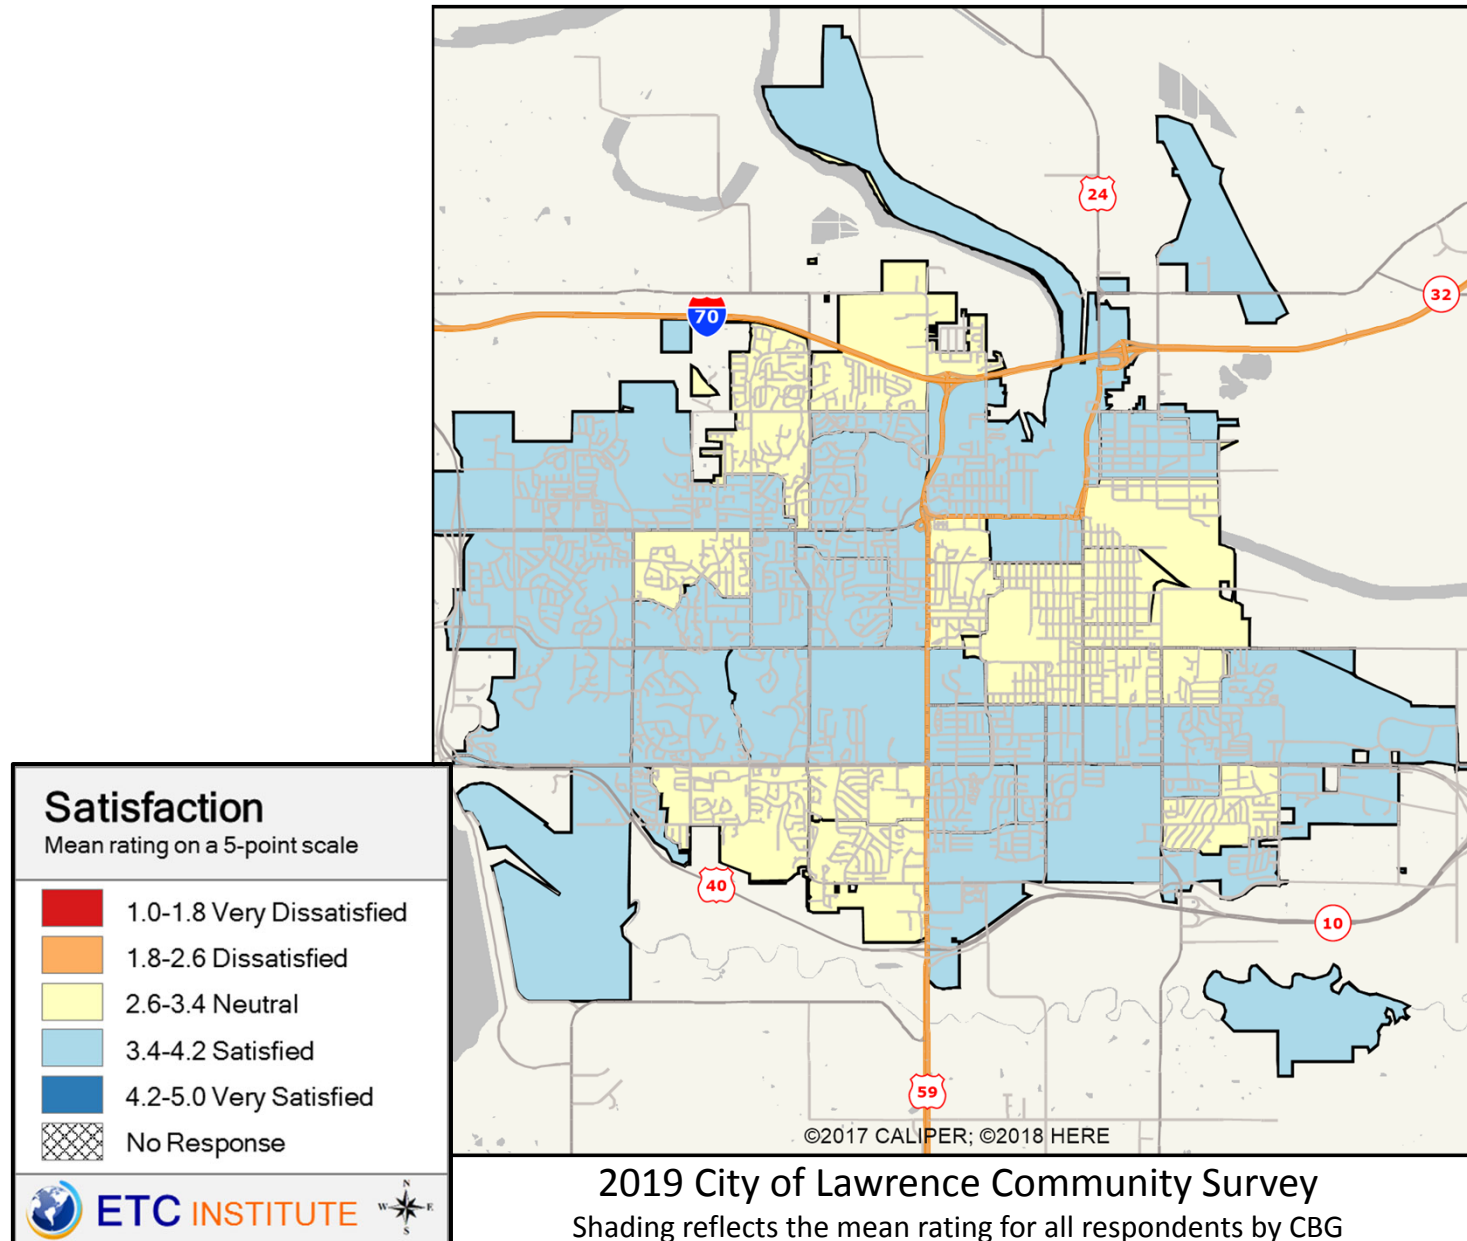 24
32
70
40
10
59
©2017 CALIPER; ©2018 HERE
Satisfaction
Mean rating on a 5-point scale
1.0-1.8 Very Dissatisfied
1.8-2.6 Dissatisfied
2.6-3.4 Neutral
3.4-4.2 Satisfied
4.2-5.0 Very Satisfied
No Response
ETC INSTITUTE
N
W E
S
2019 City of Lawrence Community Survey
Shading reflects the mean rating for all respondents by CBG